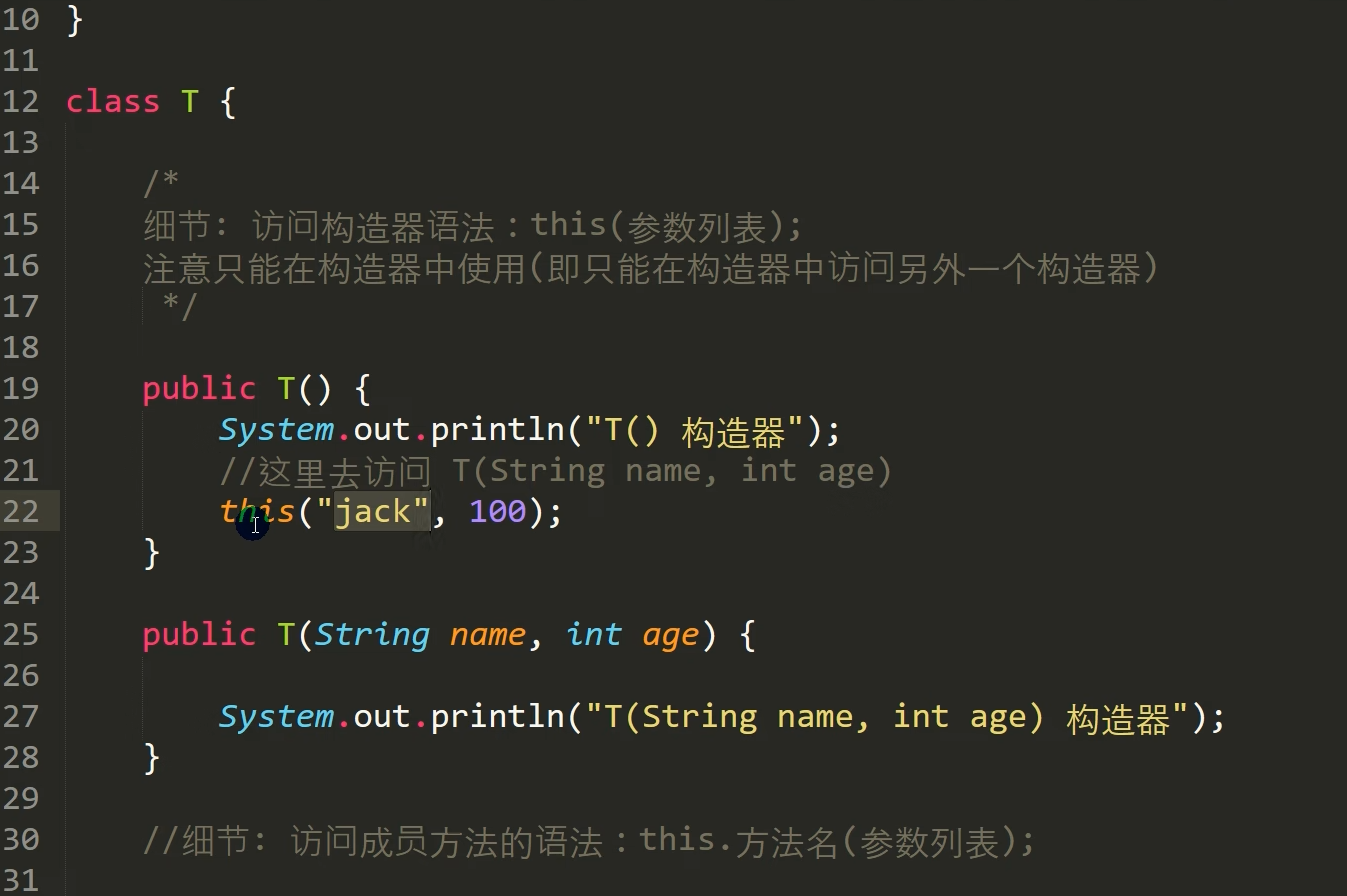 10 }
11
12 class T {
13
14 /*
15 细节: 访问构造器语法：this(参数列表);
16 注意只能在构造器中使用(即只能在构造器中访问另外一个构造器)
17 */
18
19 public T() {
20 System.out.println("T() 构造器");
21 //这里去访问 T(String name, int age)
22 this("jack", 100);
23 }
24
25 public T(String name, int age) {
26
27 System.out.println("T(String name, int age) 构造器");
28 }
29
30 //细节: 访问成员方法的语法：this.方法名(参数列表);
31